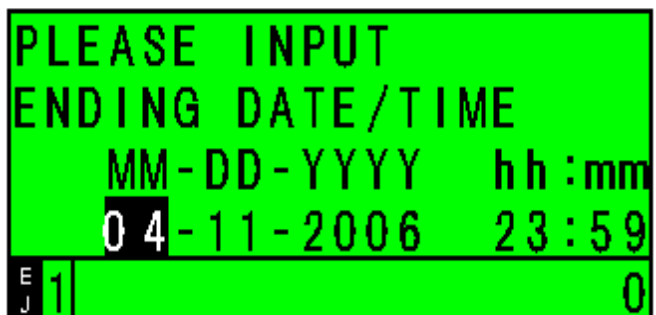 PLEASE INPUT
ENDING DATE/TIME
MM-DD-YYYY hh:mm
04-11-2006 23:59
EJ 1 0